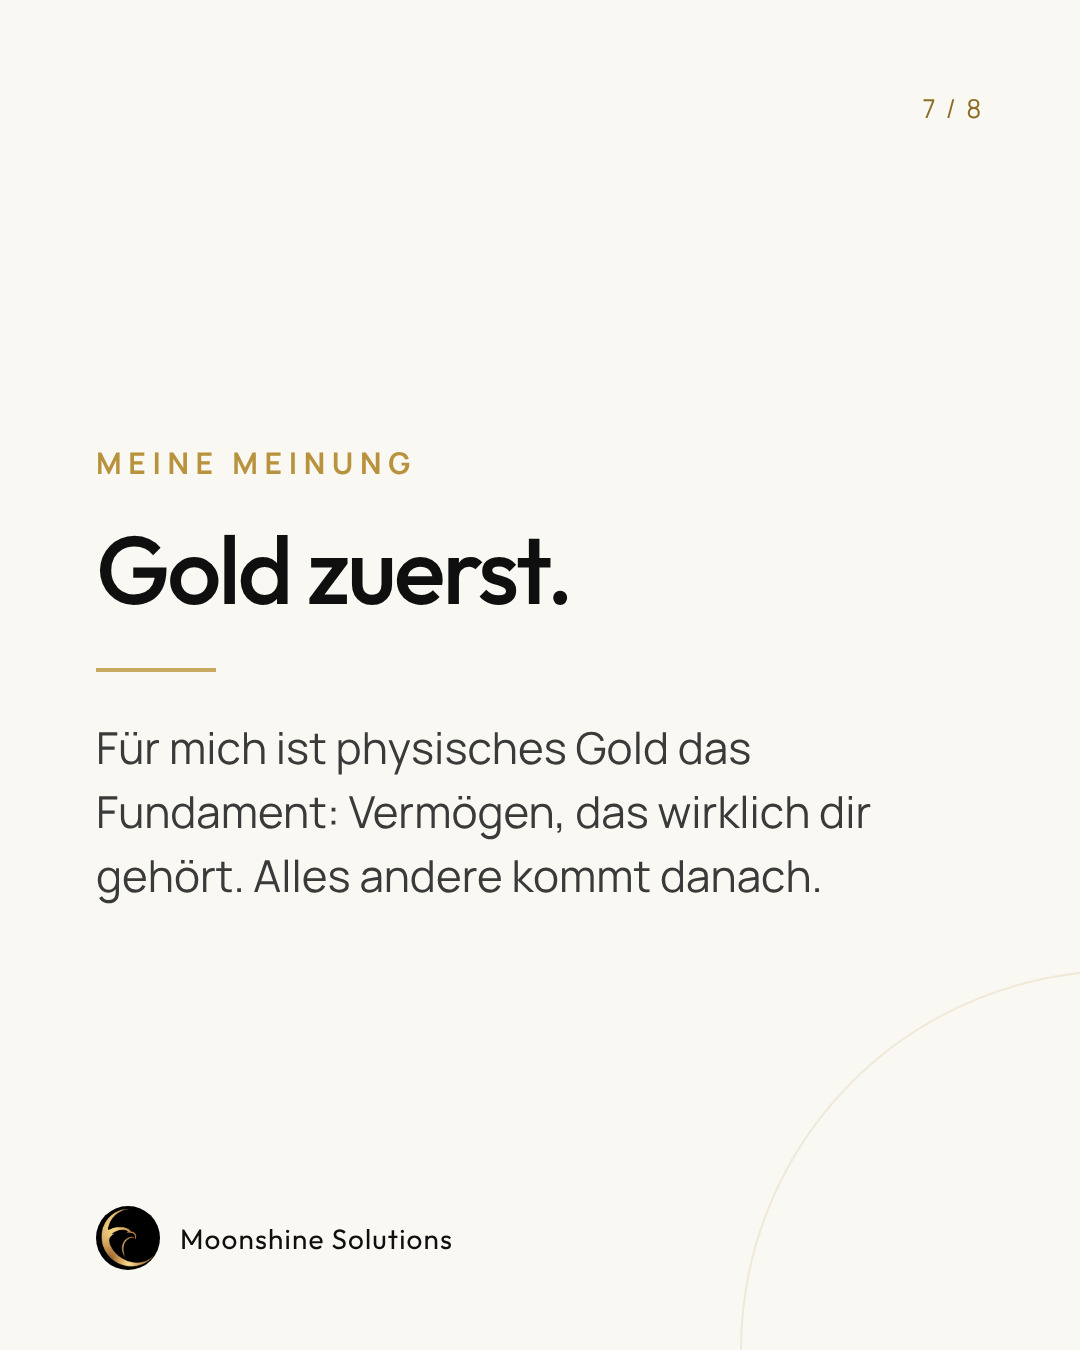 7 / 8
MEINE MEINUNG
Gold zuerst.
Für mich ist physisches Gold das
Fundament: Vermögen, das wirklich dir
gehört. Alles andere kommt danach.
Moonshine Solutions